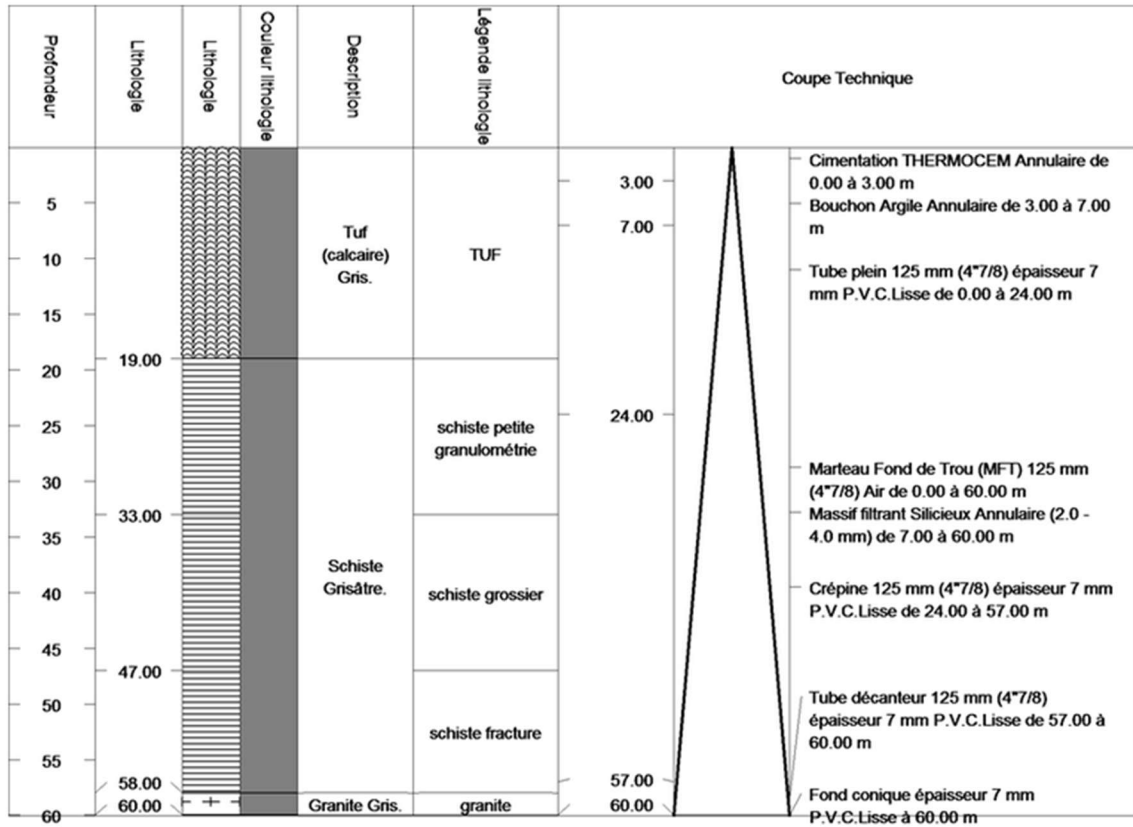 Profondeur
Lithologie
Lithologie
Couleur lithologie
Description
Légende lithologie
Coupe Technique
5
10
15
20
25
30
35
40
45
50
55
60
19.00
33.00
47.00
58.00
60.00
Tuf
(calcaire)
Gris.
Schiste
Grisâtre.
Granite Gris.
TUF
schiste petite
granulométrie
schiste grossier
schiste fracture
granite
3.00
7.00
24.00
57.00
60.00
Cimentation THERMOCEM Annulaire de
0.00 à 3.00 m
Bouchon Argile Annulaire de 3.00 à 7.00
m
Tube plein 125 mm (4"7/8) épaisseur 7
mm P.V.C.Lisse de 0.00 à 24.00 m
Marteau Fond de Trou (MFT) 125 mm
(4"7/8) Air de 0.00 à 60.00 m
Massif filtrant Silicieux Annulaire (2.0 -
4.0 mm) de 7.00 à 60.00 m
Crépine 125 mm (4"7/8) épaisseur 7 mm
P.V.C.Lisse de 24.00 à 57.00 m
Tube décanteur 125 mm (4"7/8)
épaisseur 7 mm P.V.C.Lisse de 57.00 à
60.00 m
Fond conique épaisseur 7 mm
P.V.C.Lisse à 60.00 m